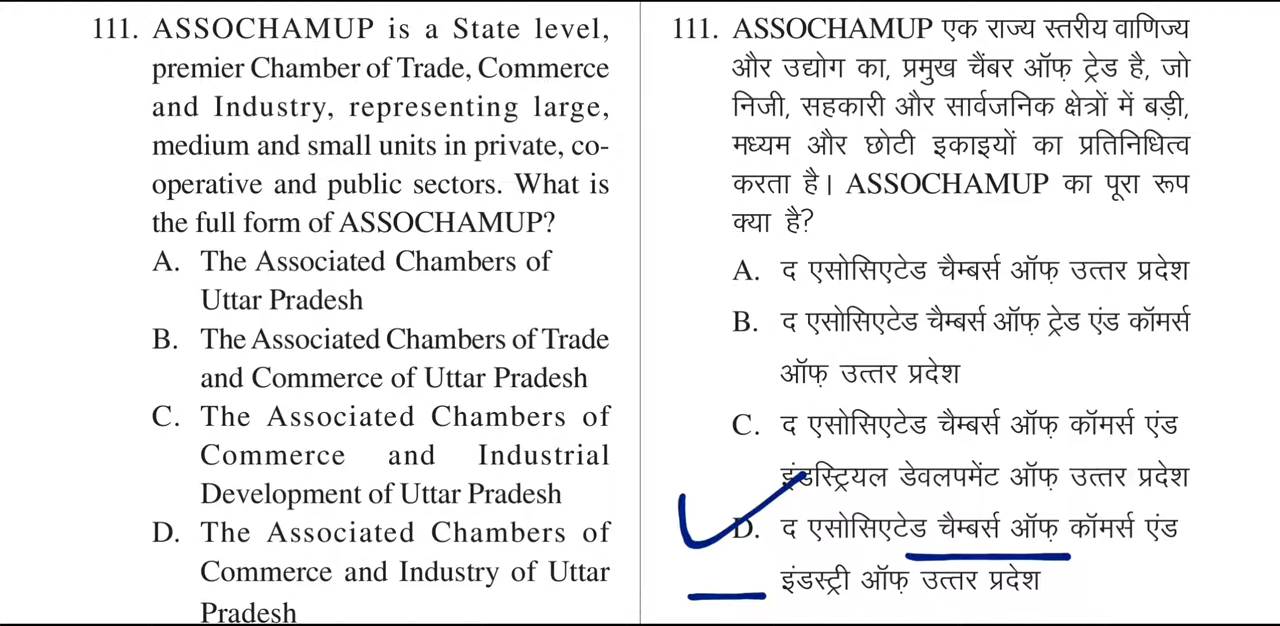 111. ASSOCHAMUP is a State level,
premier Chamber of Trade, Commerce
and Industry, representing large,
medium and small units in private, co-
operative and public sectors. What is
the full form of ASSOCHAMUP?
A. The Associated Chambers of
Uttar Pradesh
B. The Associated Chambers of Trade
and Commerce of Uttar Pradesh
C. The Associated Chambers of
Commerce and Industrial
Development of Uttar Pradesh
D. The Associated Chambers of
Commerce and Industry of Uttar
Pradesh
111. ASSOCHAMUP एक राज्य स्तरीय वाणिज्य
और उद्योग का, प्रमुख चैंबर ऑफ़ ट्रेड है, जो
निजी, सहकारी और सार्वजनिक क्षेत्रों में बड़ी,
मध्यम और छोटी इकाइयों का प्रतिनिधित्व
करता है। ASSOCHAMUP का पूरा रूप
क्या है?
A. द एसोसिएटेड चैम्बर्स ऑफ़ उत्तर प्रदेश
B. द एसोसिएटेड चैम्बर्स ऑफ़ ट्रेड एंड कॉमर्स
ऑफ़ उत्तर प्रदेश
C. द एसोसिएटेड चैम्बर्स ऑफ़ कॉमर्स एंड
इंडस्ट्रियल डेवलपमेंट ऑफ़ उत्तर प्रदेश
D. द एसोसिएटेड चैम्बर्स ऑफ़ कॉमर्स एंड
इंडस्ट्री ऑफ़ उत्तर प्रदेश